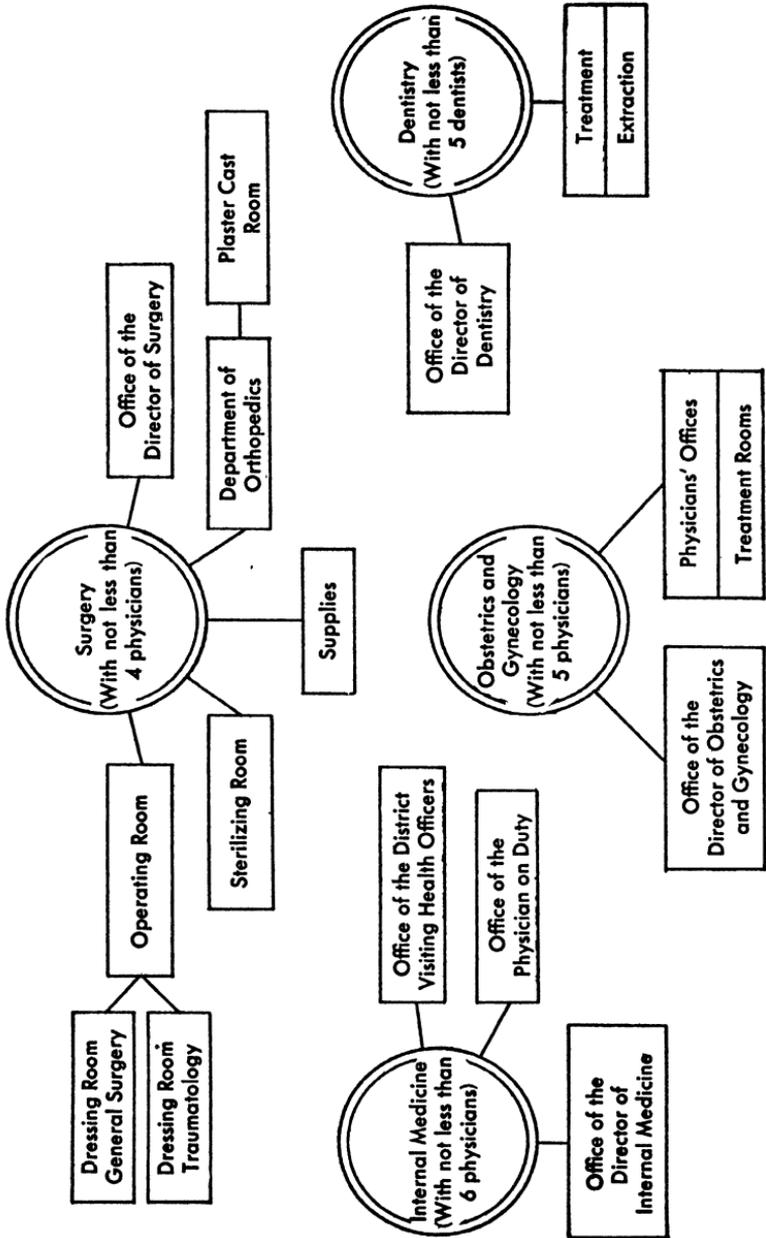 Dressing Room
General Surgery
Dressing Room
Traumatology
Operating Room
Sterilizing Room
Surgery
(With not less than
4 physicians)
Supplies
Office of the
Director of Surgery
Department of
Orthopedics
Plaster Cast
Room
Internal Medicine
(With not less than
6 physicians)
Office of the District
Visiting Health Officers
Office of the
Physician on Duty
Office of the
Director of
Internal Medicine
Obstetrics and
Gynecology
(With not less than
5 physicians)
Office of the
Director of Obstetrics
and Gynecology
Physicians' Offices
Treatment Rooms
Office of the
Director of
Dentistry
Dentistry
(With not less than
5 dentists)
Treatment
Extraction